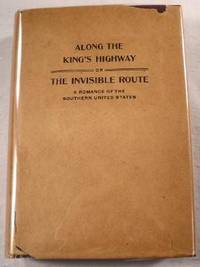 ALONG THE
KING'S HIGHWAY
OR
THE INVISIBLE ROUTE
A ROMANCE OF THE
SOUTHERN UNITED STATES